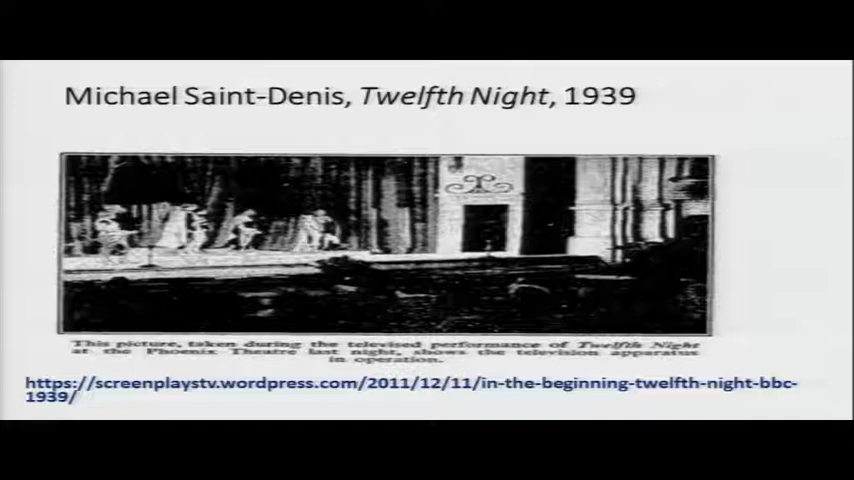 Michael Saint-Denis, Twelfth Night, 1939
This picture, taken during the televised performance of Twelfth Night
at the Phoenix Theatre last night, shows the television apparatus
in operation.
https://screenplaystv.wordpress.com/2011/12/11/in-the-beginning-twelfth-night-bbc-
1939/